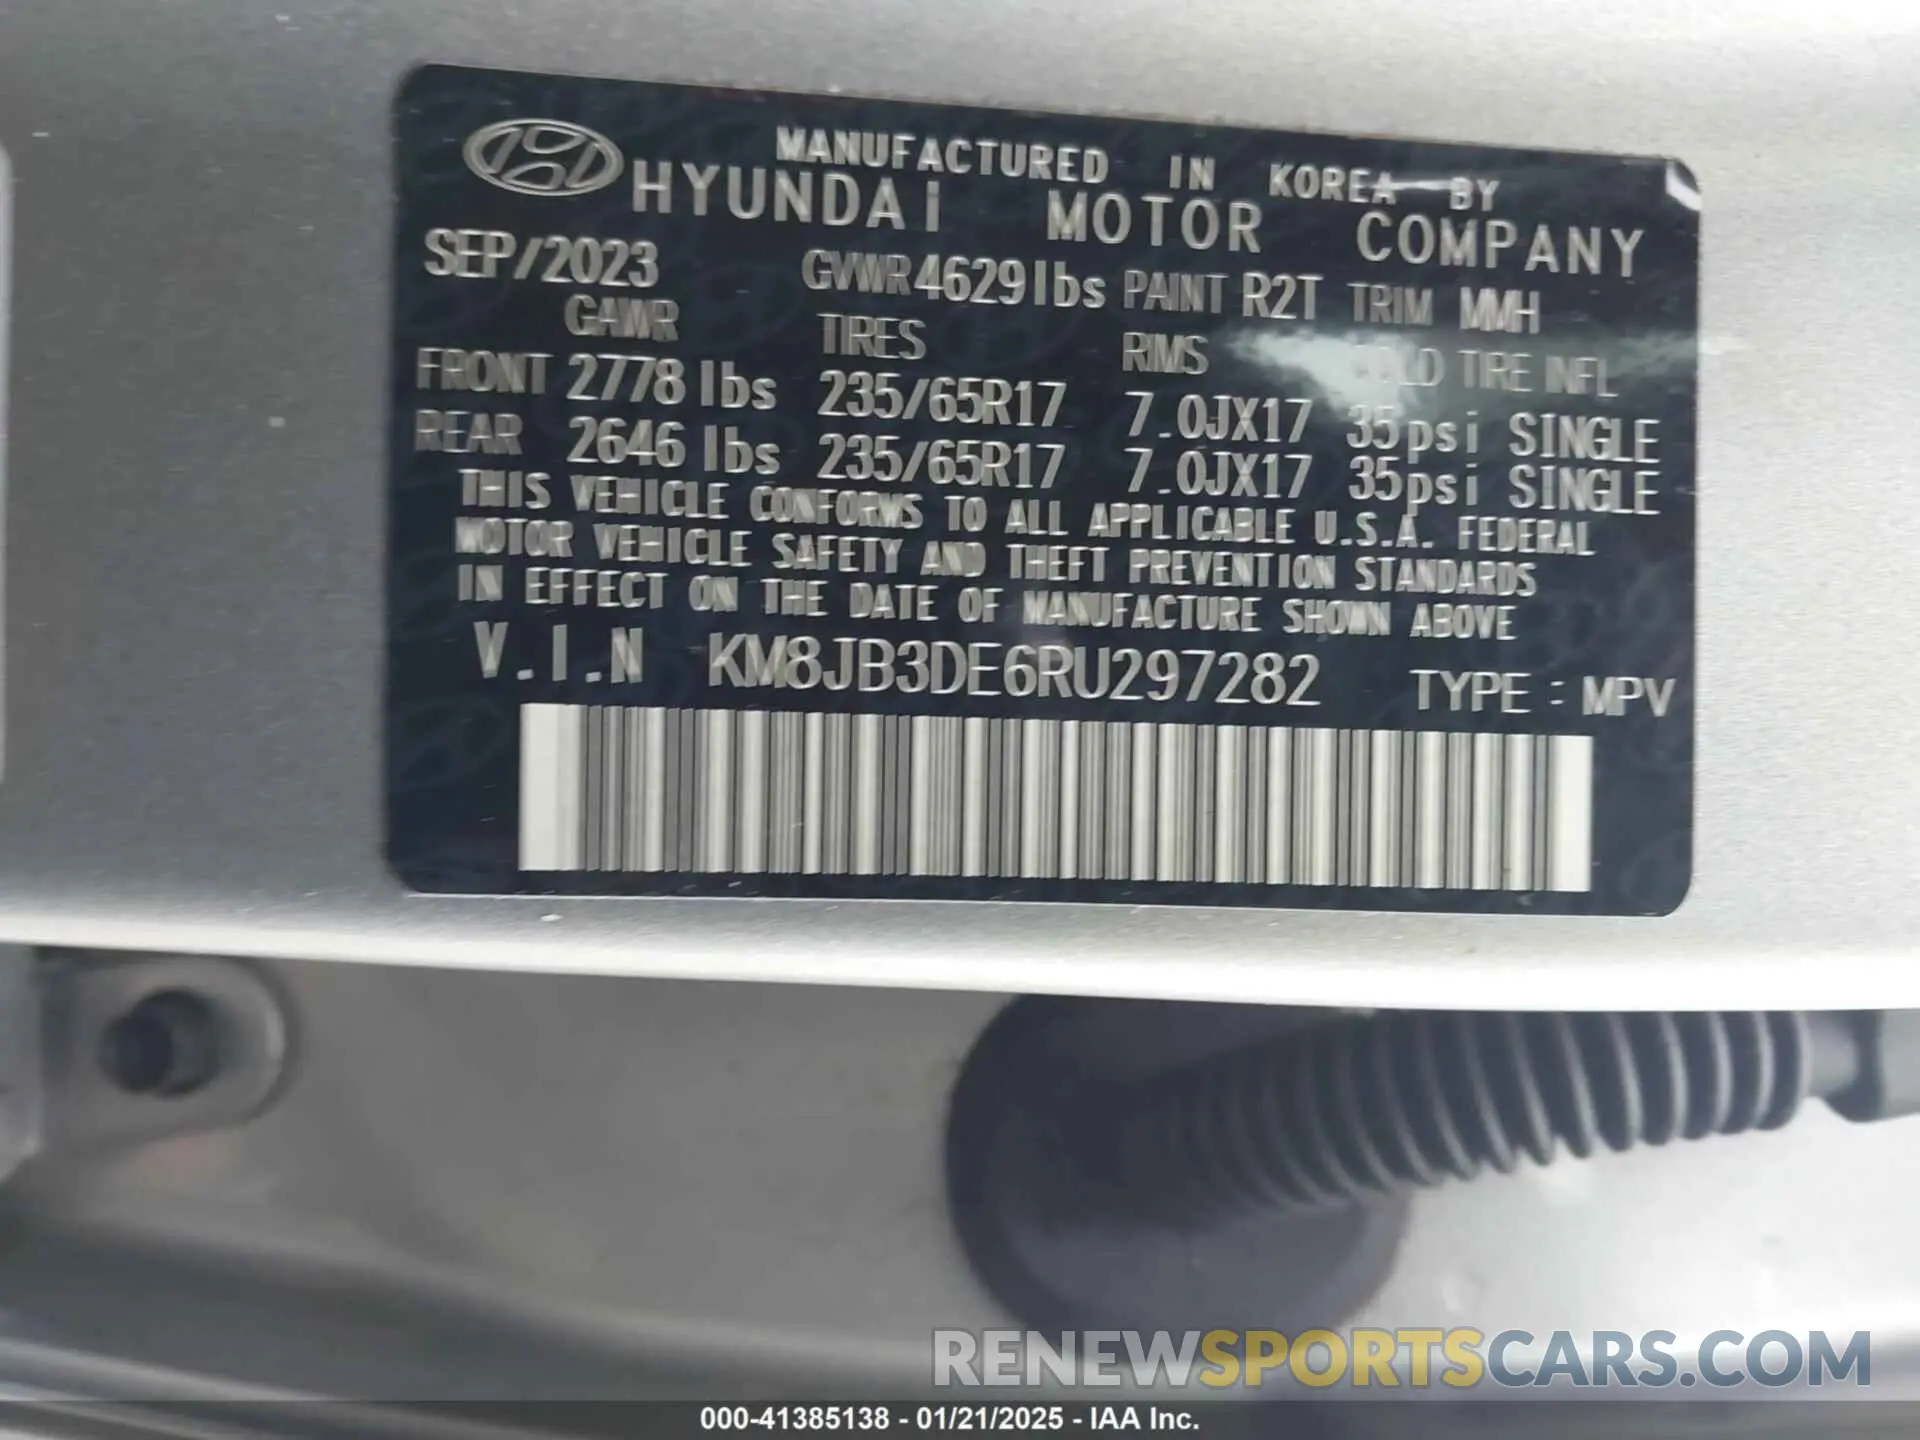 MANUFACTURED IN KOREA BY
HYUNDAI MOTOR COMPANY
SEP/2023 GVWR 4629 lbs PAINT R2T TRIM MMH
GAWR TIRES RIMS COLD TIRE INFL
FRONT 2778 lbs 235/65R17 7.0JX17 35psi SINGLE
REAR 2646 lbs 235/65R17 7.0JX17 35psi SINGLE
THIS VEHICLE CONFORMS TO ALL APPLICABLE U.S.A. FEDERAL
MOTOR VEHICLE SAFETY AND THEFT PREVENTION STANDARDS
IN EFFECT ON THE DATE OF MANUFACTURE SHOWN ABOVE
V.I.N KM8JB3DE6RU297282 TYPE : MPV
RENEWSPORTSCARS.COM
000-41385138 - 01/21/2025 - IAA Inc.